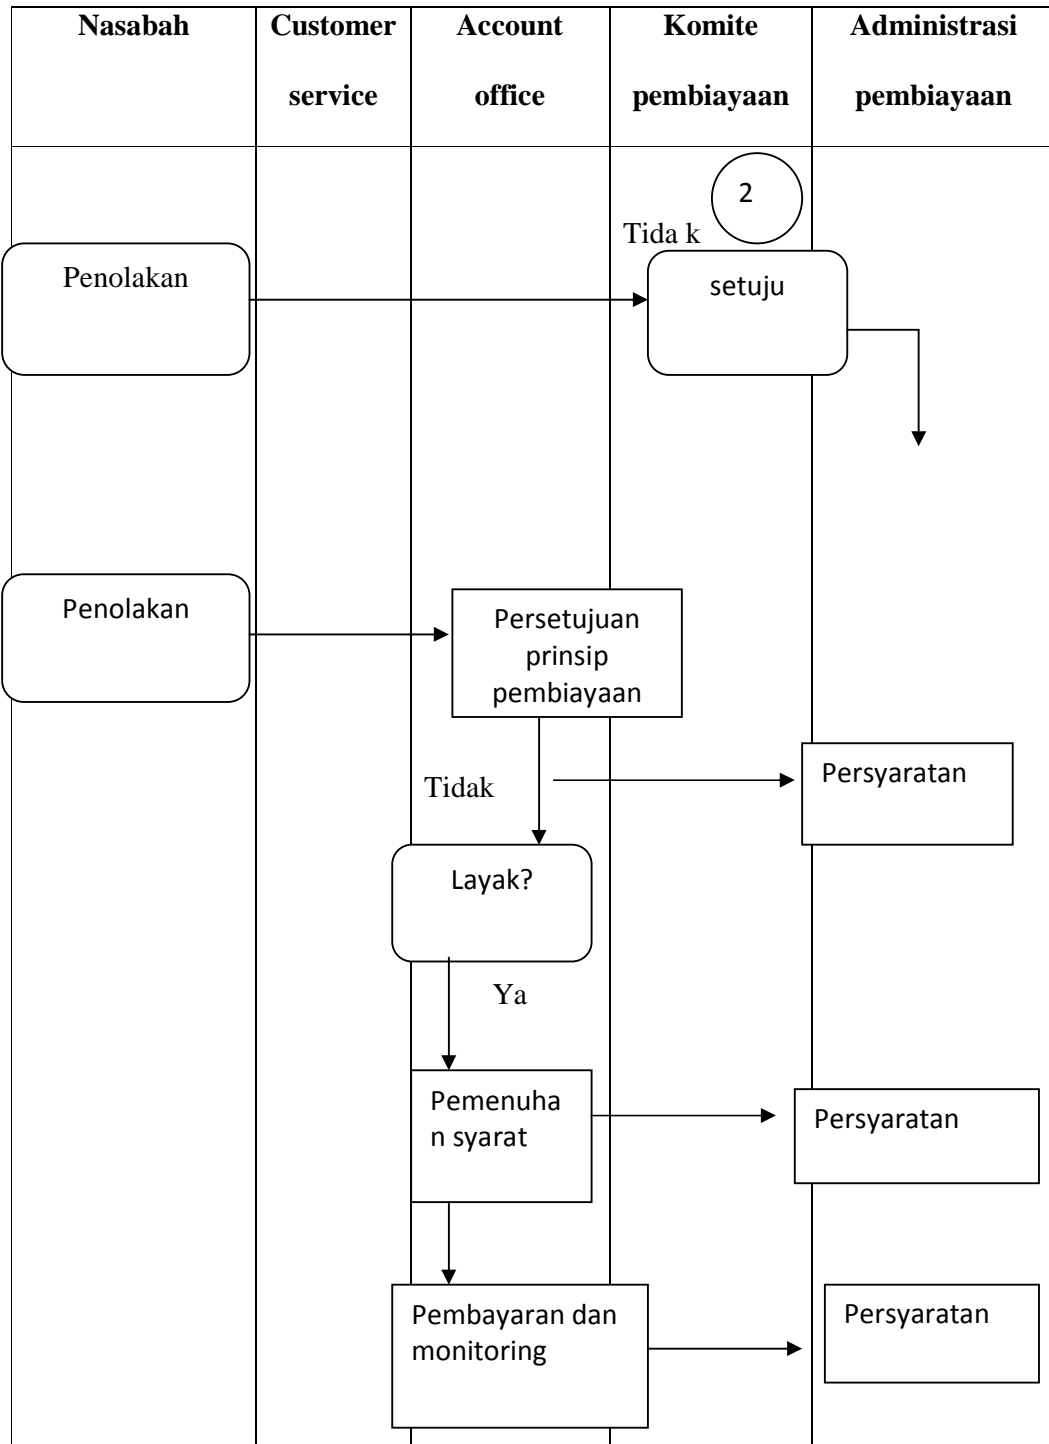 Nasabah
Customer
service
Account
office
Komite
pembiayaan
Administrasi
pembiayaan
2
Tida k
Penolakan
setuju
Penolakan
Persetujuan
prinsip
pembiayaan
Tidak
Persyaratan
Layak?
Ya
Pemenuha
n syarat
Persyaratan
Pembayaran dan
monitoring
Persyaratan